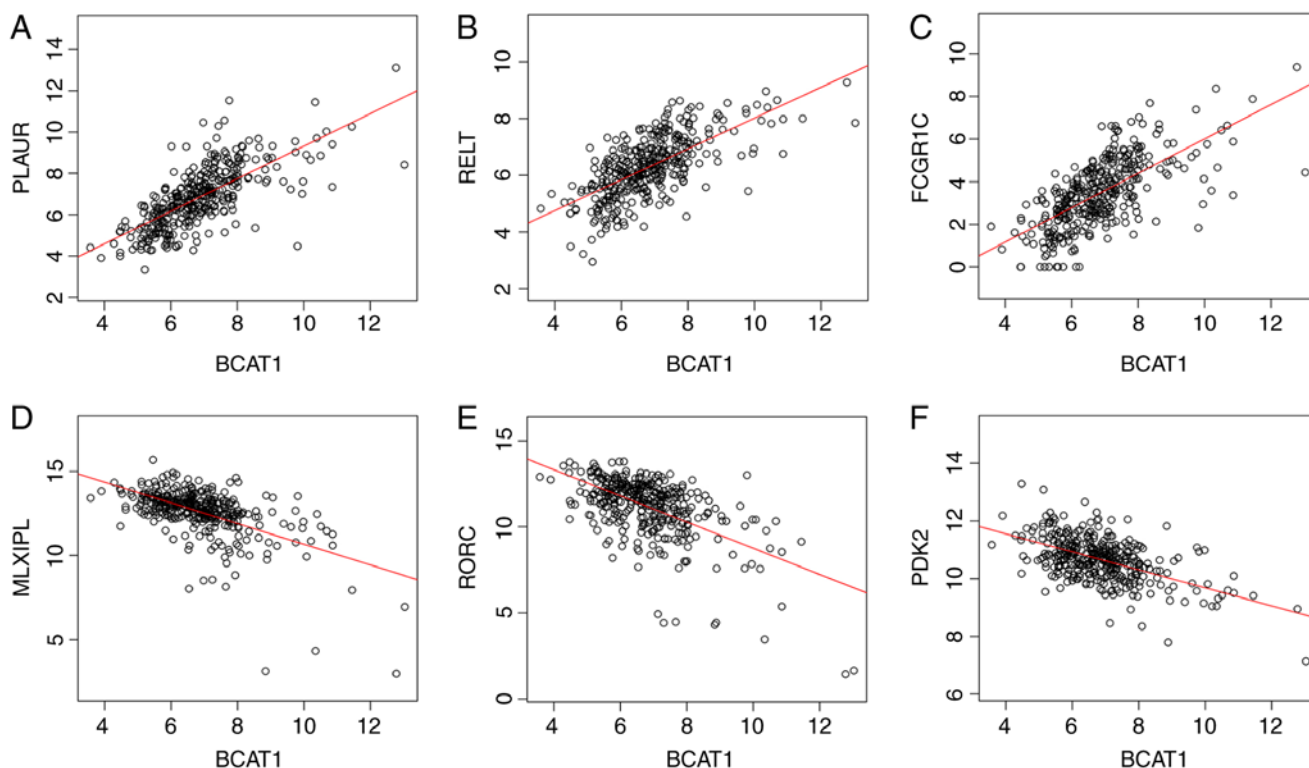 A
PLAUR
14
12
10
8
6
4
2
4 6 8 10 12
BCAT1
B
RELT
10
8
6
4
2
4 6 8 10 12
BCAT1
C
FCGR1C
10
8
6
4
2
0
4 6 8 10 12
BCAT1
D
MLXIPL
15
10
5
4 6 8 10 12
BCAT1
E
RORC
15
10
5
0
4 6 8 10 12
BCAT1
F
PDK2
14
12
10
8
6
4 6 8 10 12
BCAT1